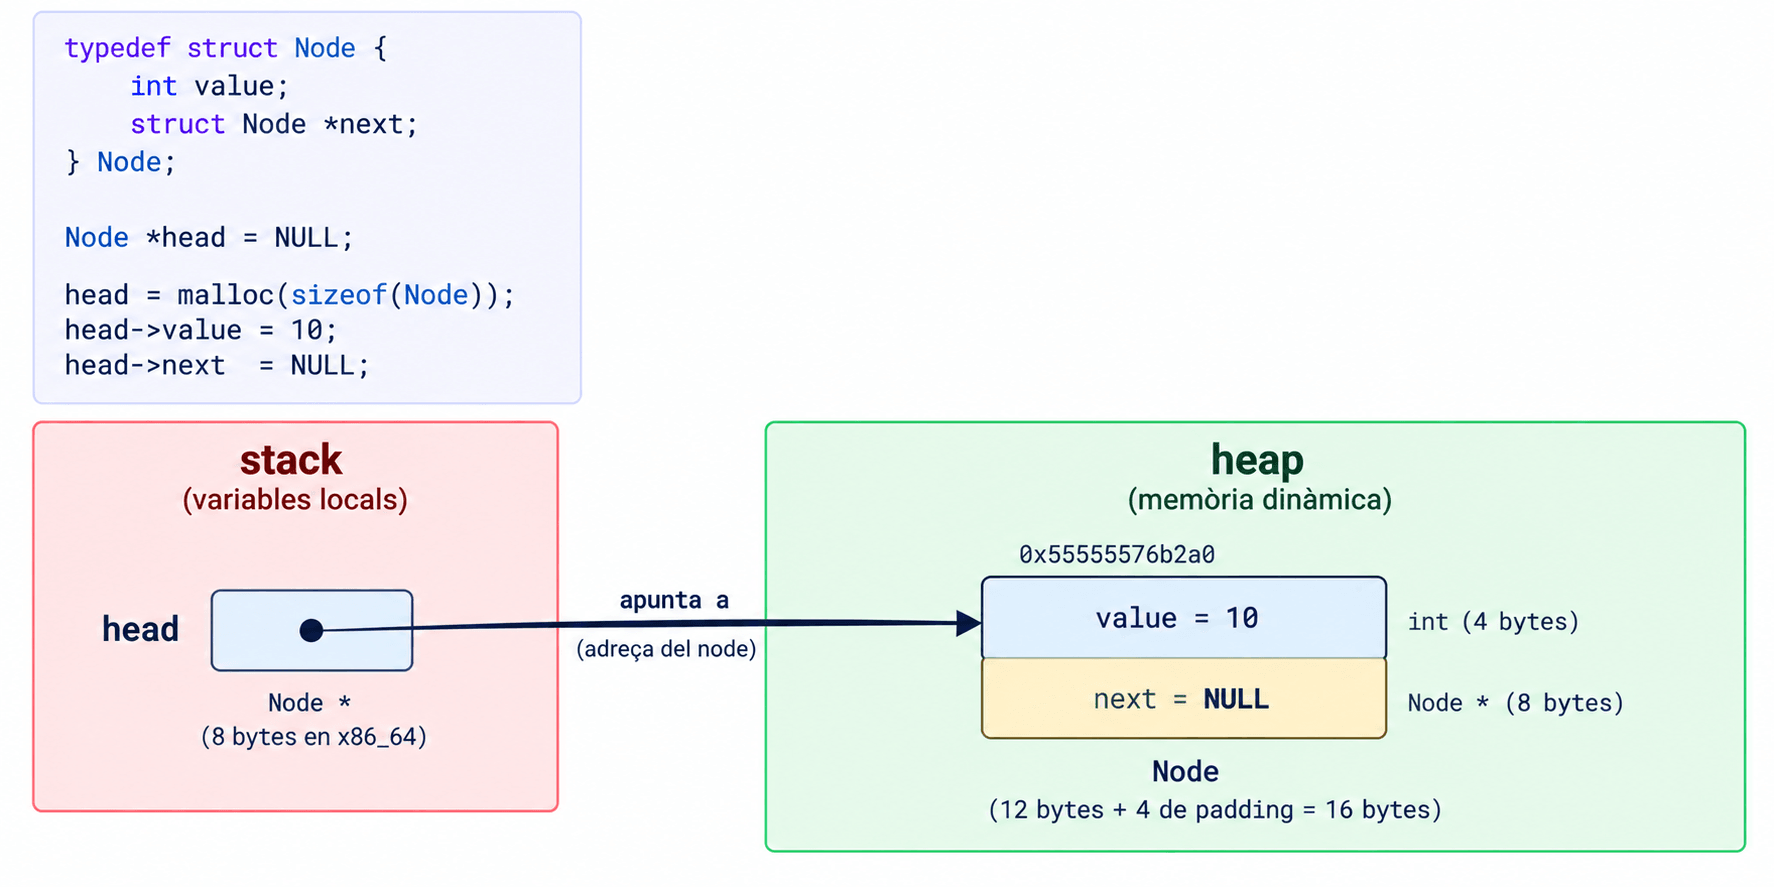 typedef struct Node {
    int value;
    struct Node *next;
} Node;
Node *head = NULL;
head = malloc(sizeof(Node));
head->value = 10;
head->next  = NULL;
stack
(variables locals)
head
Node *
(8 bytes en x86_64)
apunta a
(adreça del node)
heap
(memòria dinàmica)
0x55555576b2a0
value = 10
int (4 bytes)
next = NULL
Node * (8 bytes)
Node
(12 bytes + 4 de padding = 16 bytes)